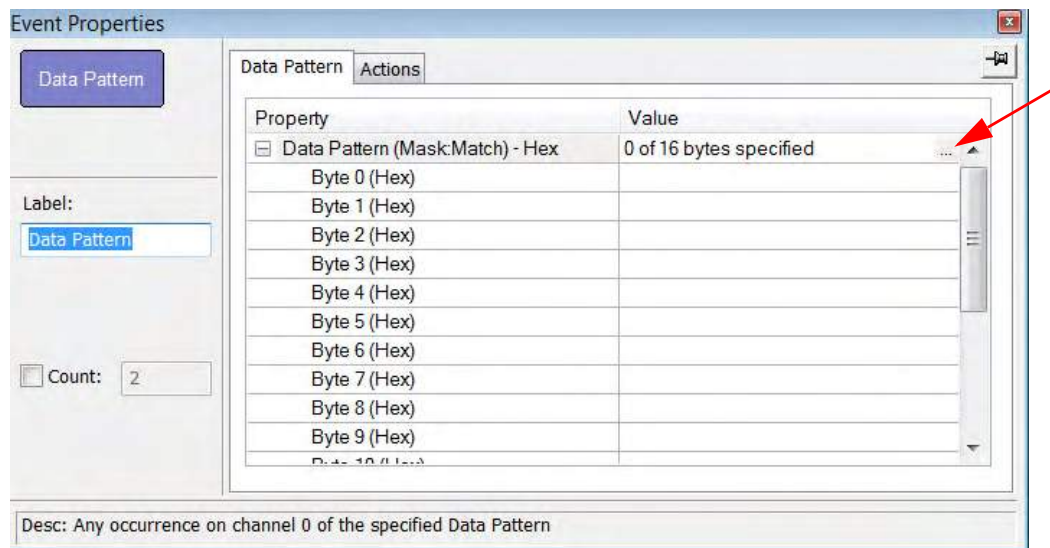 Event Properties
Data Pattern
Label:
Data Pattern
Count: 2
Data Pattern Actions
Property Value
Data Pattern (Mask:Match) - Hex 0 of 16 bytes specified ...
Byte 0 (Hex)
Byte 1 (Hex)
Byte 2 (Hex)
Byte 3 (Hex)
Byte 4 (Hex)
Byte 5 (Hex)
Byte 6 (Hex)
Byte 7 (Hex)
Byte 8 (Hex)
Byte 9 (Hex)
Desc: Any occurrence on channel 0 of the specified Data Pattern